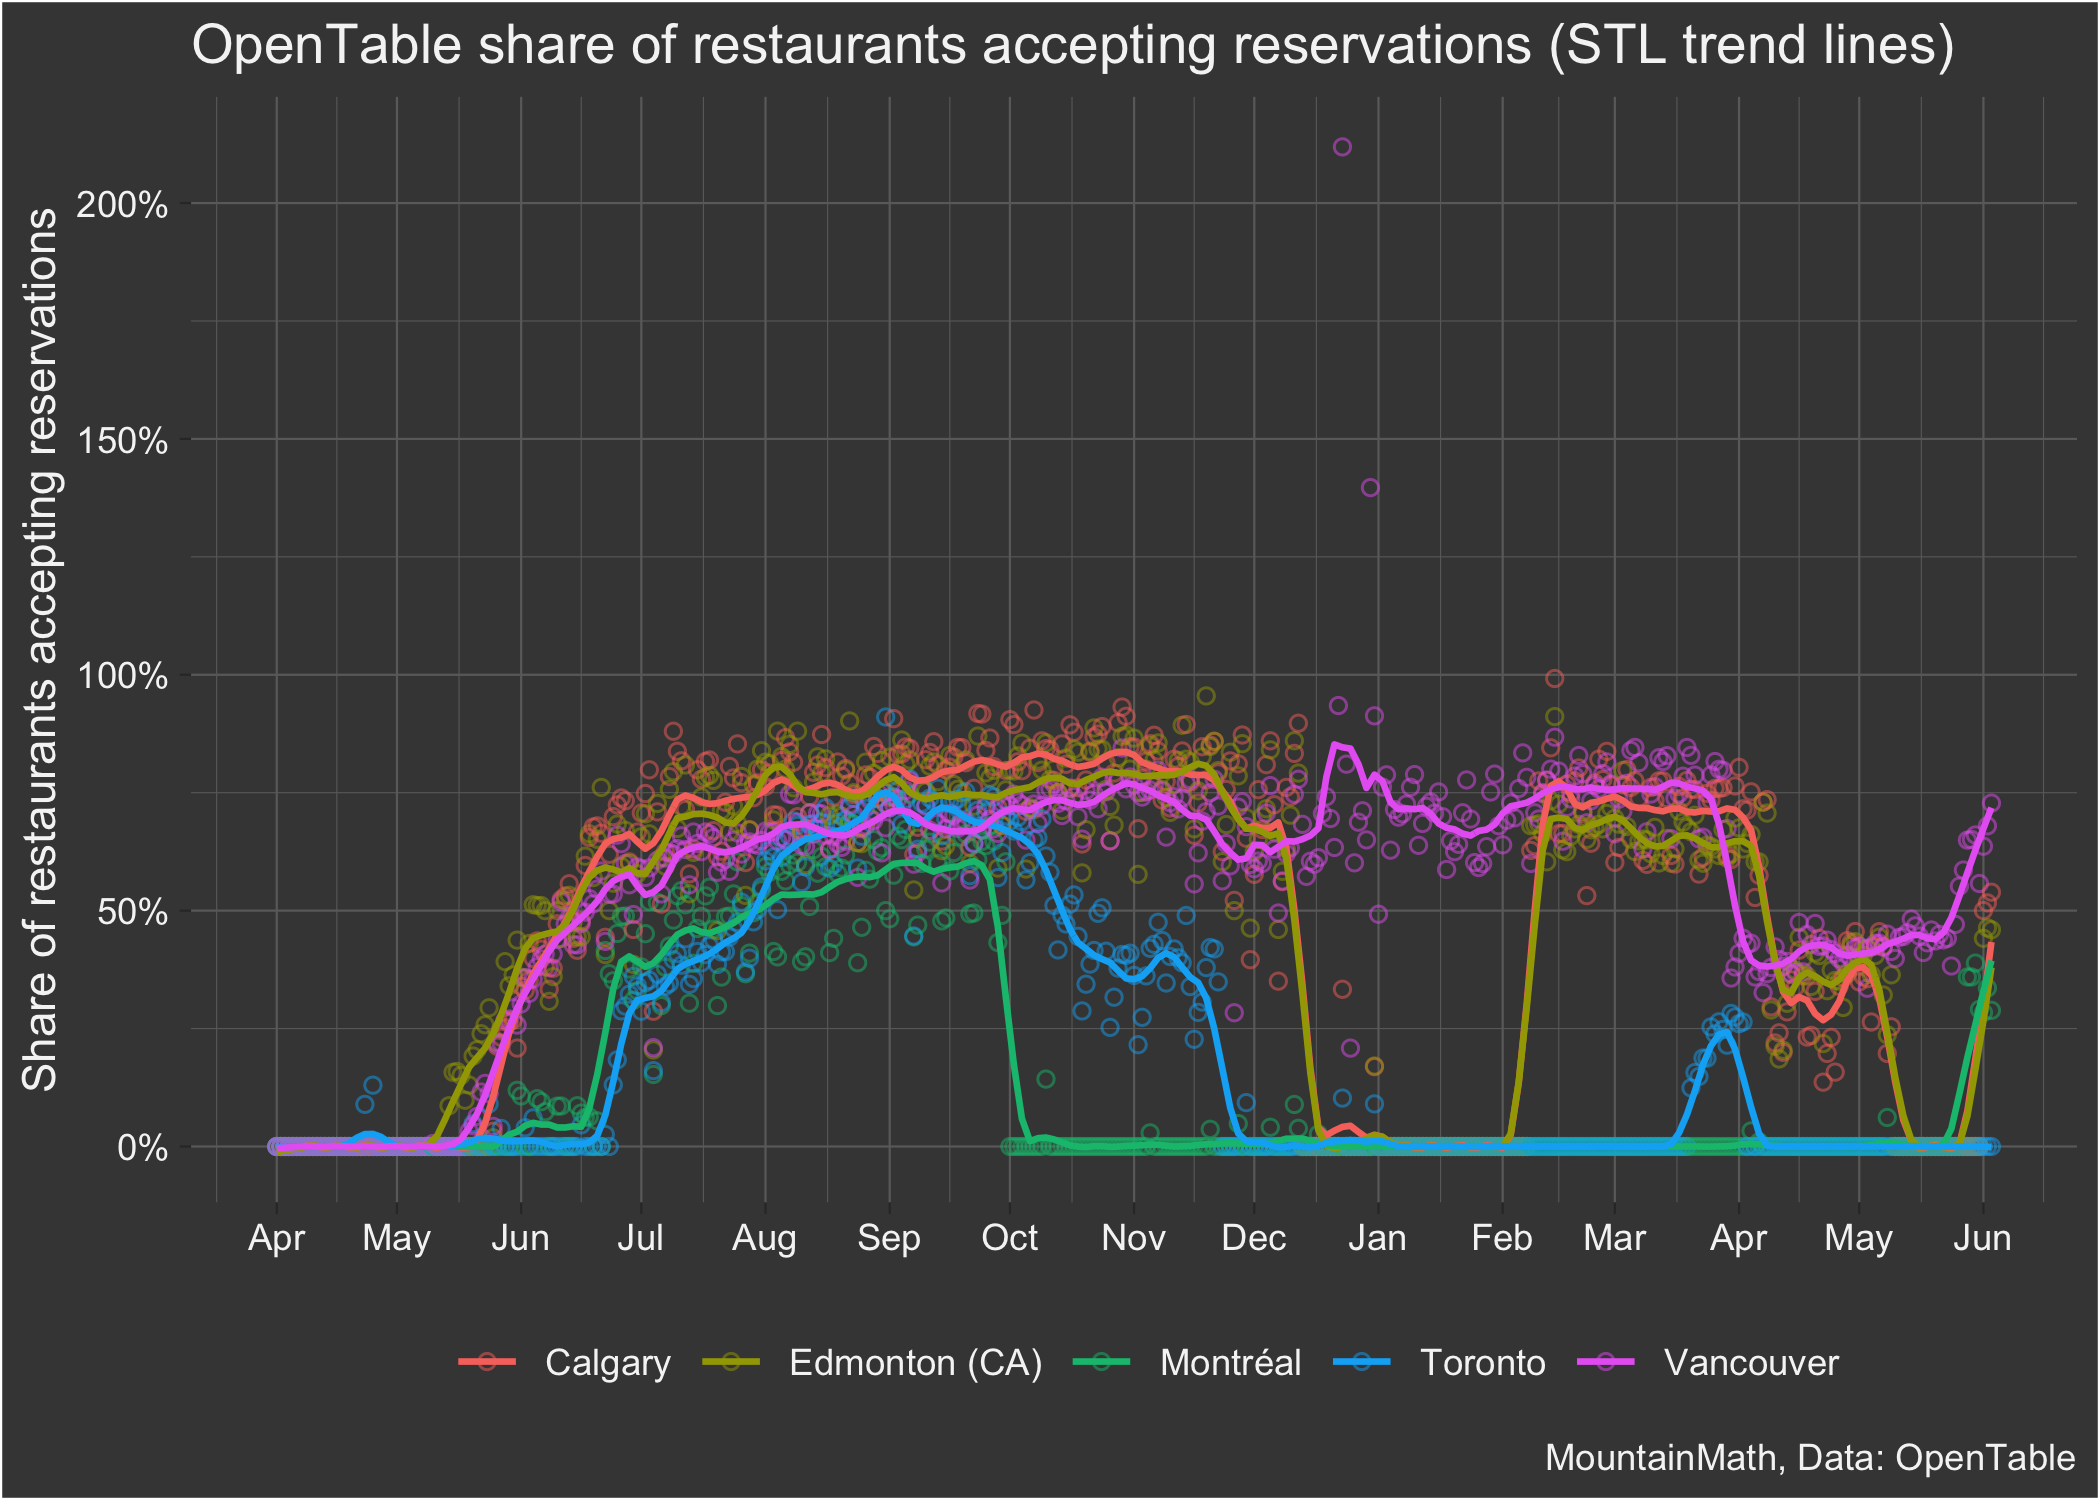 OpenTable share of restaurants accepting reservations (STL trend lines)
Share of restaurants accepting reservations
200%
150%
100%
50%
0%
Apr May Jun Jul Aug Sep Oct Nov Dec Jan Feb Mar Apr May Jun
Calgary Edmonton (CA) Montréal Toronto Vancouver
MountainMath, Data: OpenTable